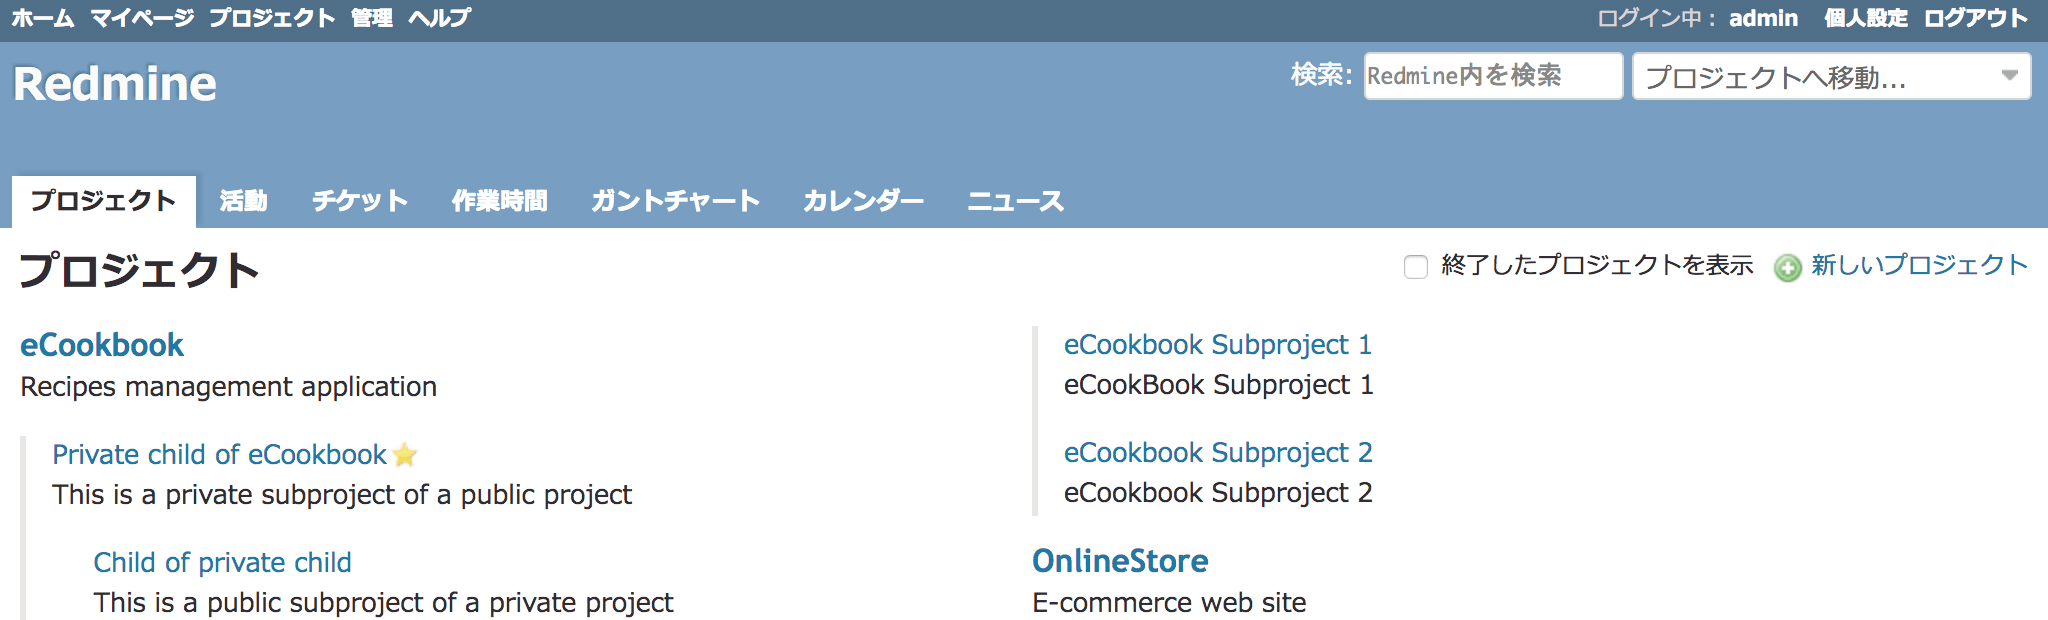 ホーム マイページ プロジェクト 管理 ヘルプ
ログイン中 : admin 個人設定 ログアウト
Redmine
検索: Redmine内を検索 プロジェクトへ移動...
プロジェクト 活動 チケット 作業時間 ガントチャート カレンダー ニュース
プロジェクト
終了したプロジェクトを表示 新しいプロジェクト
eCookbook
Recipes management application
Private child of eCookbook
This is a private subproject of a public project
Child of private child
This is a public subproject of a private project
eCookbook Subproject 1
eCookBook Subproject 1
eCookbook Subproject 2
eCookbook Subproject 2
OnlineStore
E-commerce web site